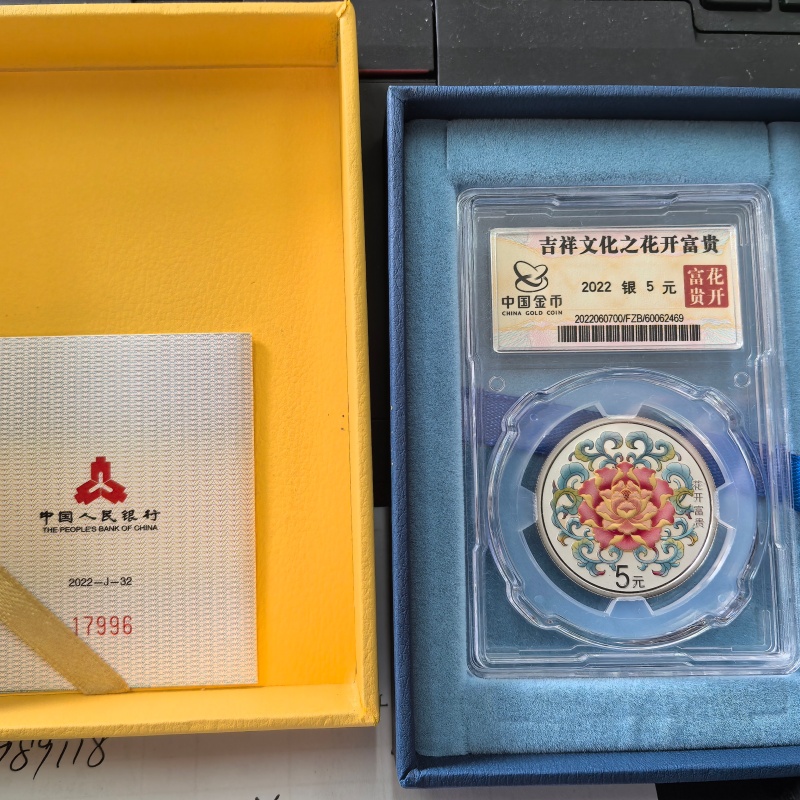 中国人民银行
THE PEOPLE'S BANK OF CHINA
2022-J-32
17996
吉祥文化之花开富贵
中国金币
CHINA GOLD COIN
2022 银 5 元
花开
富贵
2022060700/FZB/60062469
花开富贵
5元
989118